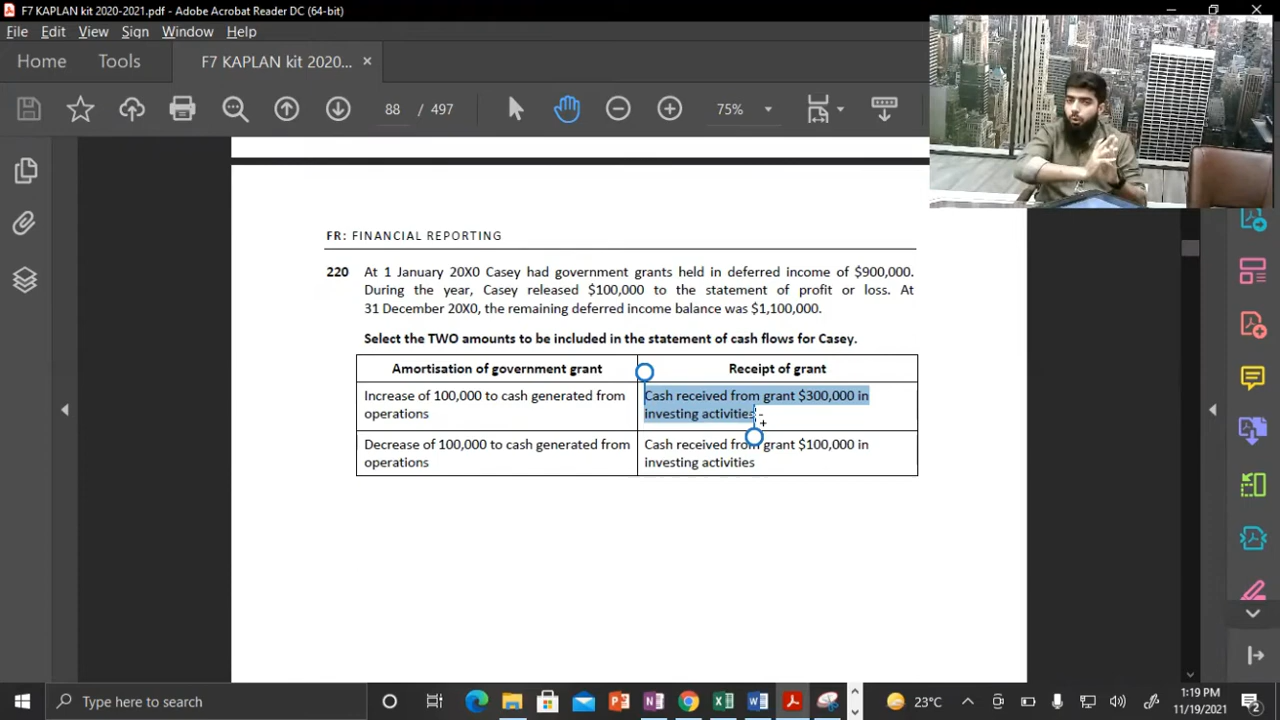 F7 KAPLAN kit 2020-2021.pdf - Adobe Acrobat Reader DC (64-bit)
File Edit View Sign Window Help
Home Tools F7 KAPLAN kit 2020... ×
88 / 497 75%
FR: FINANCIAL REPORTING
220 At 1 January 20X0 Casey had government grants held in deferred income of $900,000.
During the year, Casey released $100,000 to the statement of profit or loss. At
31 December 20X0, the remaining deferred income balance was $1,100,000.
Select the TWO amounts to be included in the statement of cash flows for Casey.
Amortisation of government grant Receipt of grant
Increase of 100,000 to cash generated from
operations
Cash received from grant $300,000 in
investing activities
Decrease of 100,000 to cash generated from
operations
Cash received from grant $100,000 in
investing activities
Type here to search
23°C
1:19 PM
11/19/2021
2